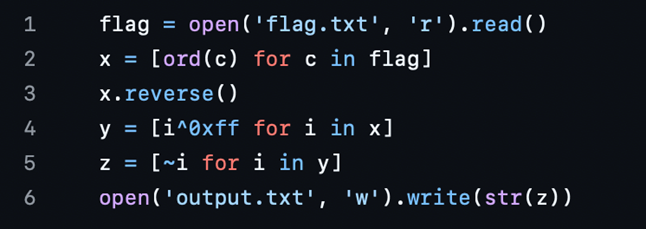 1 flag = open('flag.txt', 'r').read()
2 x = [ord(c) for c in flag]
3 x.reverse()
4 y = [i^0xff for i in x]
5 z = [~i for i in y]
6 open('output.txt', 'w').write(str(z))